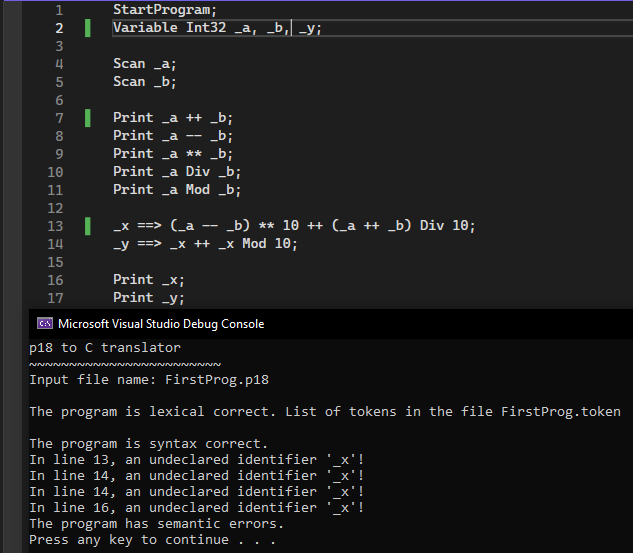 1 StartProgram;
2 Variable Int32 _a, _b, _y;
3
4 Scan _a;
5 Scan _b;
6
7 Print _a ++ _b;
8 Print _a -- _b;
9 Print _a ** _b;
10 Print _a Div _b;
11 Print _a Mod _b;
12
13 _x ==> (_a -- _b) ** 10 ++ (_a ++ _b) Div 10;
14 _y ==> _x ++ _x Mod 10;
15
16 Print _x;
17 Print _y;
C:\ Microsoft Visual Studio Debug Console
p18 to C translator
~~~~~~~~~~~~~~~~~~~~~~~~
Input file name: FirstProg.p18
The program is lexical correct. List of tokens in the file FirstProg.token
The program is syntax correct.
In line 13, an undeclared identifier '_x'!
In line 14, an undeclared identifier '_x'!
In line 14, an undeclared identifier '_x'!
In line 16, an undeclared identifier '_x'!
The program has semantic errors.
Press any key to continue . . .